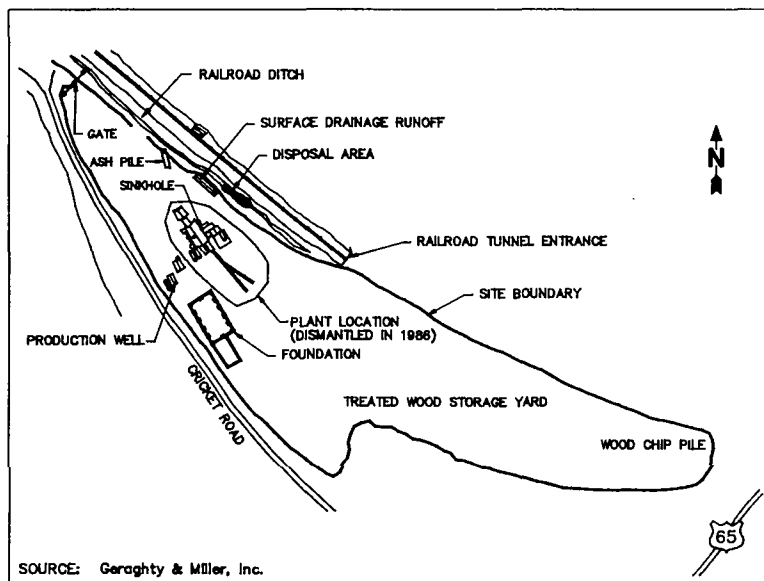 RAILROAD DITCH
SURFACE DRAINAGE RUNOFF
GATE
DISPOSAL AREA
ASH PILE
SINKHOLE
N
RAILROAD TUNNEL ENTRANCE
SITE BOUNDARY
PLANT LOCATION
(DISMANTLED IN 1986)
PRODUCTION WELL
FOUNDATION
CRICKET ROAD
TREATED WOOD STORAGE YARD
WOOD CHIP PILE
65
SOURCE: Geraghty & Miller, Inc.